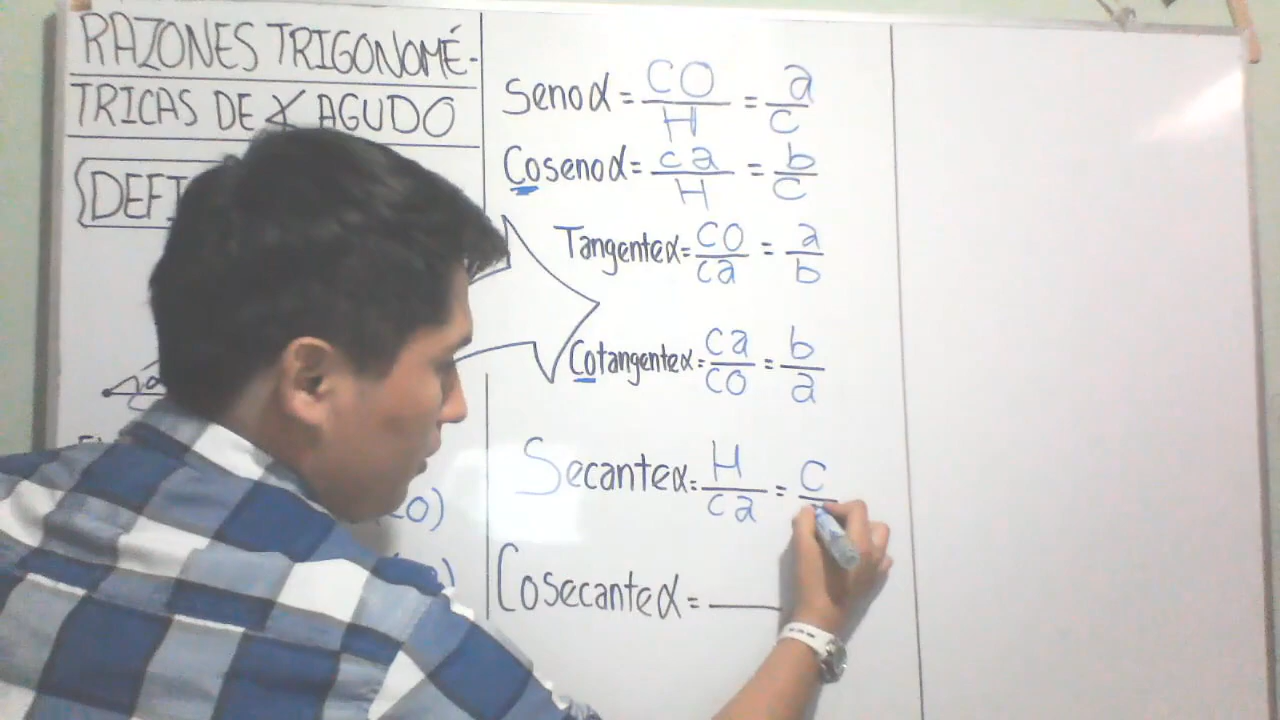 RAZONES TRIGONOMÉ-
TRICAS DE ∡ AGUDO
DEFI
Seno α = CO/H = a/c
Coseno α = ca/H = b/c
Tangente α = CO/ca = a/b
Cotangente α = ca/CO = b/a
Secante α = H/ca = c/
Cosecante α = ___